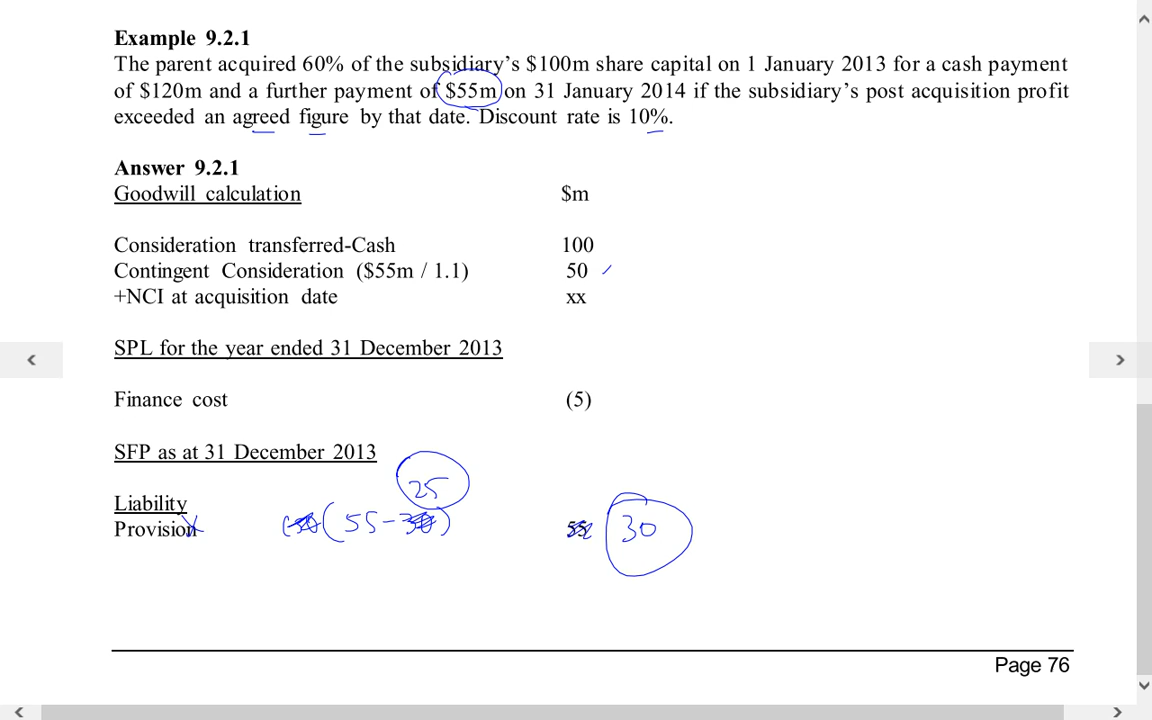 Example 9.2.1
The parent acquired 60% of the subsidiary's $100m share capital on 1 January 2013 for a cash payment
of $120m and a further payment of $55m on 31 January 2014 if the subsidiary's post acquisition profit
exceeded an agreed figure by that date. Discount rate is 10%.
Answer 9.2.1
Goodwill calculation $m
Consideration transferred-Cash 100
Contingent Consideration ($55m / 1.1) 50
+NCI at acquisition date xx
SPL for the year ended 31 December 2013
Finance cost (5)
SFP as at 31 December 2013
25
Liability
Provision (55-30) 55 30
Page 76